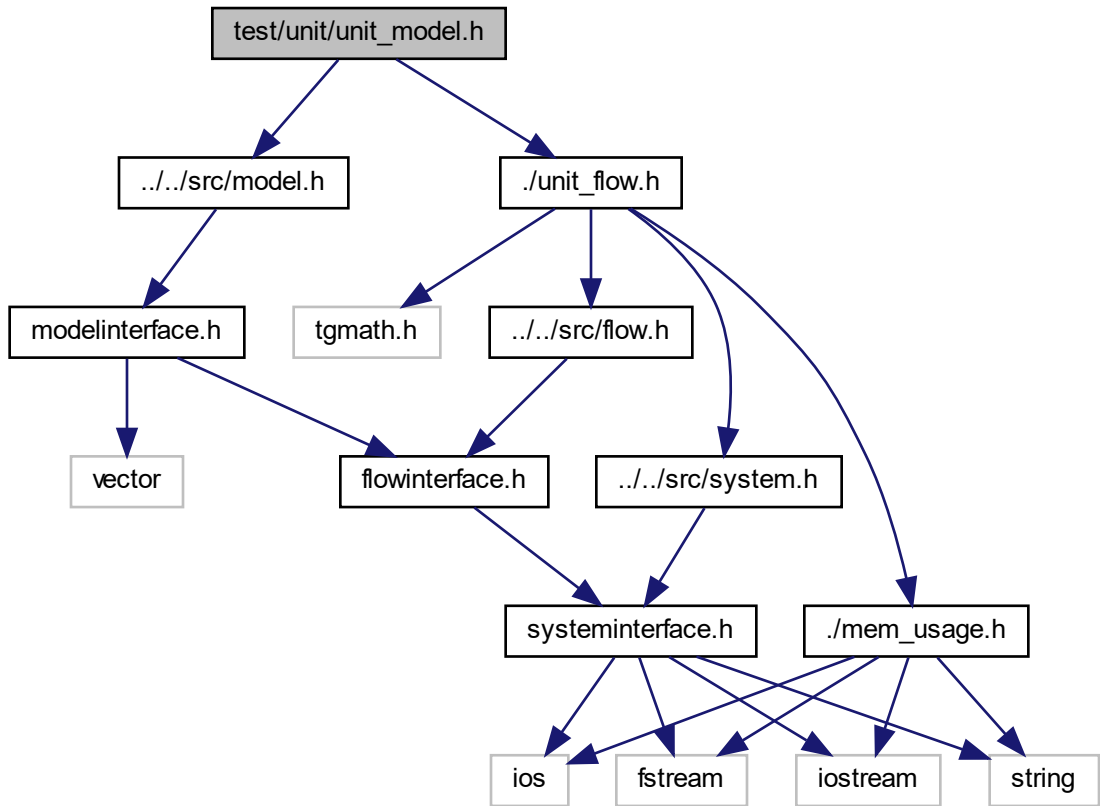 test/unit/unit_model.h
../../src/model.h
./unit_flow.h
modelinterface.h
tgmath.h
../../src/flow.h
vector
flowinterface.h
../../src/system.h
systeminterface.h
./mem_usage.h
ios
fstream
iostream
string